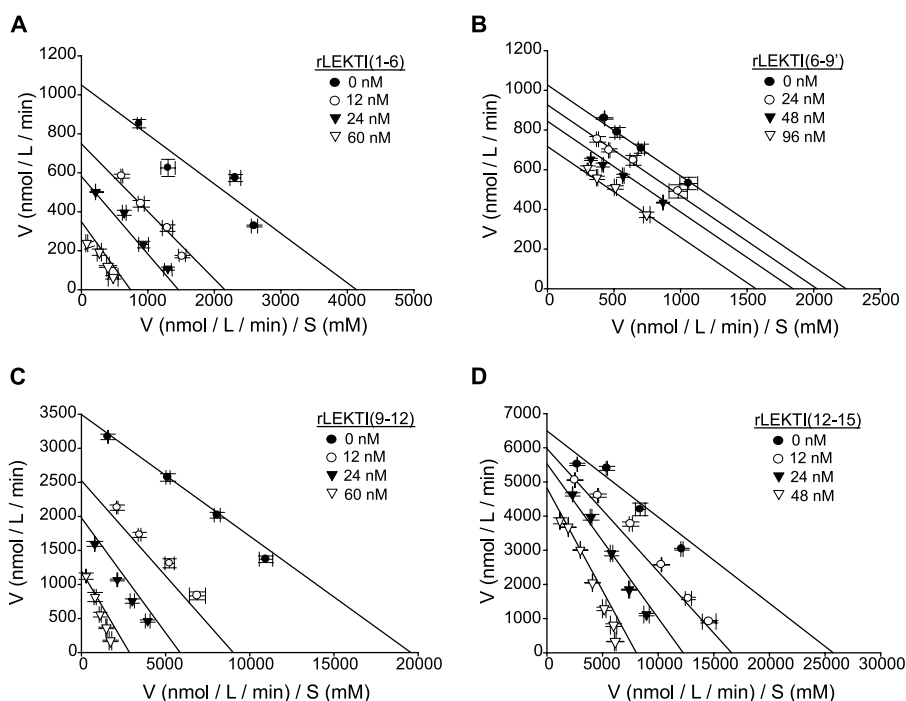 A
rLEKTI(1-6)
0 nM
12 nM
24 nM
60 nM
V (nmol / L / min)
1200
1000
800
600
400
200
0
0 1000 2000 3000 4000 5000
V (nmol / L / min) / S (mM)
B
rLEKTI(6-9')
0 nM
24 nM
48 nM
96 nM
V (nmol / L / min)
1200
1000
800
600
400
200
0
0 500 1000 1500 2000 2500
V (nmol / L / min) / S (mM)
C
rLEKTI(9-12)
0 nM
12 nM
24 nM
60 nM
V (nmol / L / min)
3500
3000
2500
2000
1500
1000
500
0
0 5000 10000 15000 20000
V (nmol / L / min) / S (mM)
D
rLEKTI(12-15)
0 nM
12 nM
24 nM
48 nM
V (nmol / L / min)
7000
6000
5000
4000
3000
2000
1000
0
0 5000 10000 15000 20000 25000 30000
V (nmol / L / min) / S (mM)